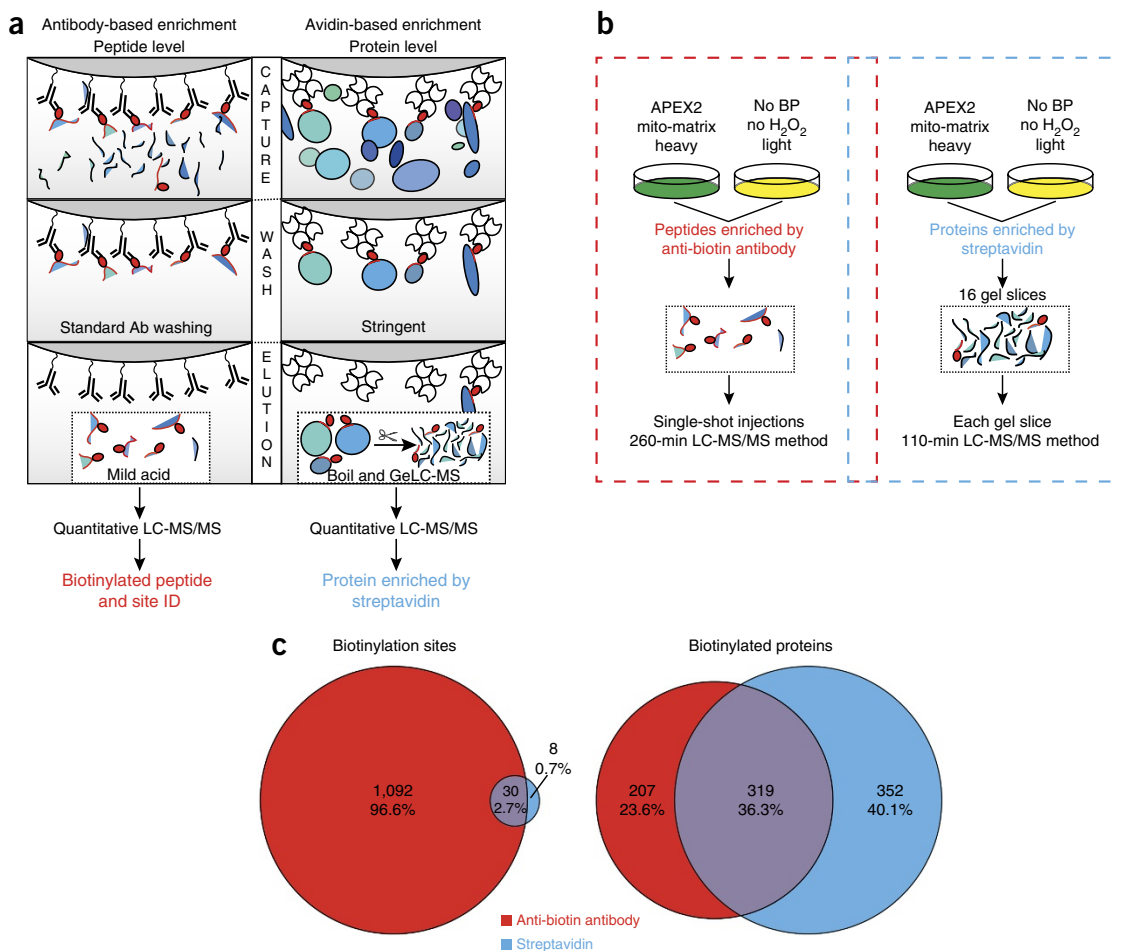 a
Antibody-based enrichment
Peptide level
Avidin-based enrichment
Protein level
CAPTURE
WASH
Standard Ab washing
Stringent
ELUTION
Mild acid
Boil and GeLC-MS
Quantitative LC-MS/MS
Quantitative LC-MS/MS
Biotinylated peptide
and site ID
Protein enriched by
streptavidin
b
APEX2
mito-matrix
heavy
No BP
no H₂O₂
light
Peptides enriched by
anti-biotin antibody
Single-shot injections
260-min LC-MS/MS method
APEX2
mito-matrix
heavy
No BP
no H₂O₂
light
Proteins enriched by
streptavidin
16 gel slices
Each gel slice
110-min LC-MS/MS method
c
Biotinylation sites
1,092
96.6%
30
2.7%
8
0.7%
Biotinylated proteins
207
23.6%
319
36.3%
352
40.1%
Anti-biotin antibody
Streptavidin